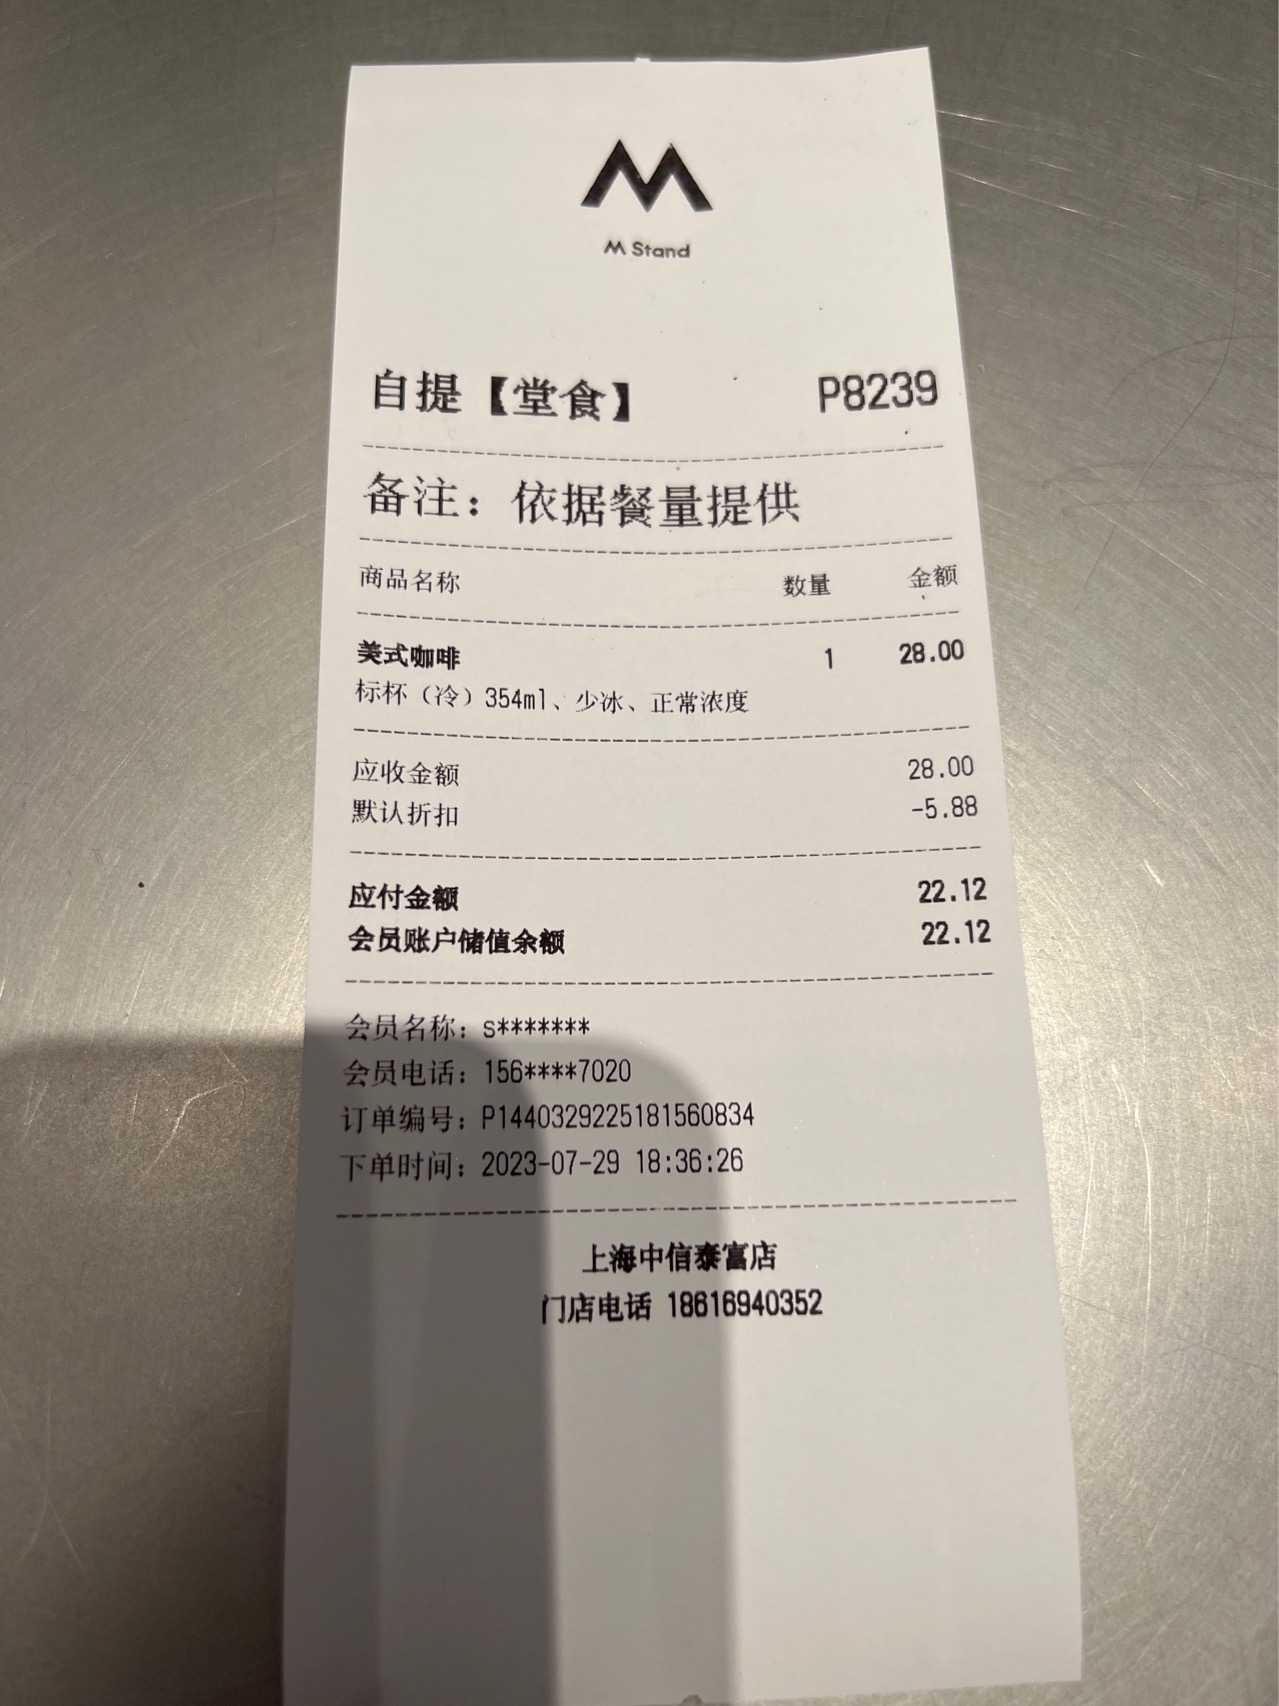 M Stand
自提【堂食】 P8239
备注：依据餐量提供
商品名称 数量 金额
美式咖啡 1 28.00
标杯（冷）354ml、少冰、正常浓度
应收金额 28.00
默认折扣 -5.88
应付金额 22.12
会员账户储值余额 22.12
会员名称：s*******
会员电话：156****7020
订单编号：P1440329225181560834
下单时间：2023-07-29 18:36:26
上海中信泰富店
门店电话 18616940352